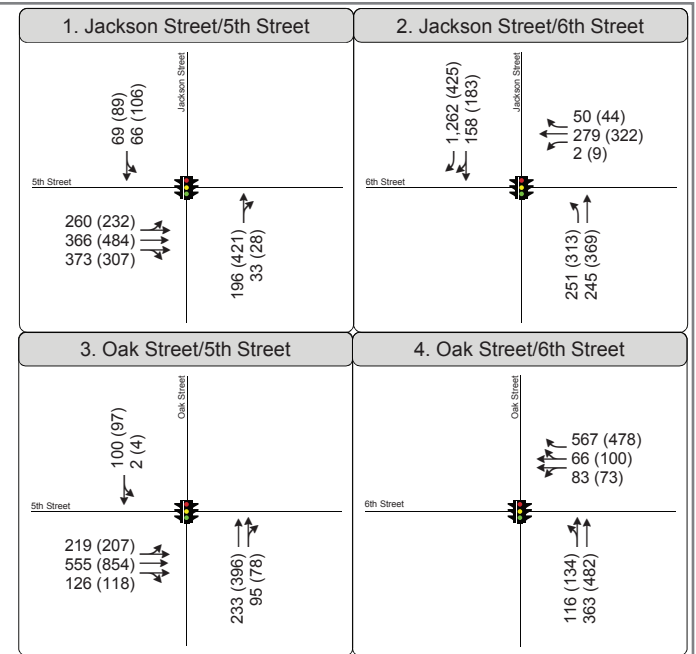 1. Jackson Street/5th Street
Jackson Street
69 (89)
66 (106)
5th Street
260 (232)
366 (484)
373 (307)
196 (421)
33 (28)
2. Jackson Street/6th Street
Jackson Street
1,262 (425)
158 (183)
50 (44)
279 (322)
2 (9)
6th Street
251 (313)
245 (369)
3. Oak Street/5th Street
Oak Street
100 (97)
2 (4)
5th Street
219 (207)
555 (854)
126 (118)
233 (396)
95 (78)
4. Oak Street/6th Street
Oak Street
567 (478)
66 (100)
83 (73)
6th Street
116 (134)
363 (482)